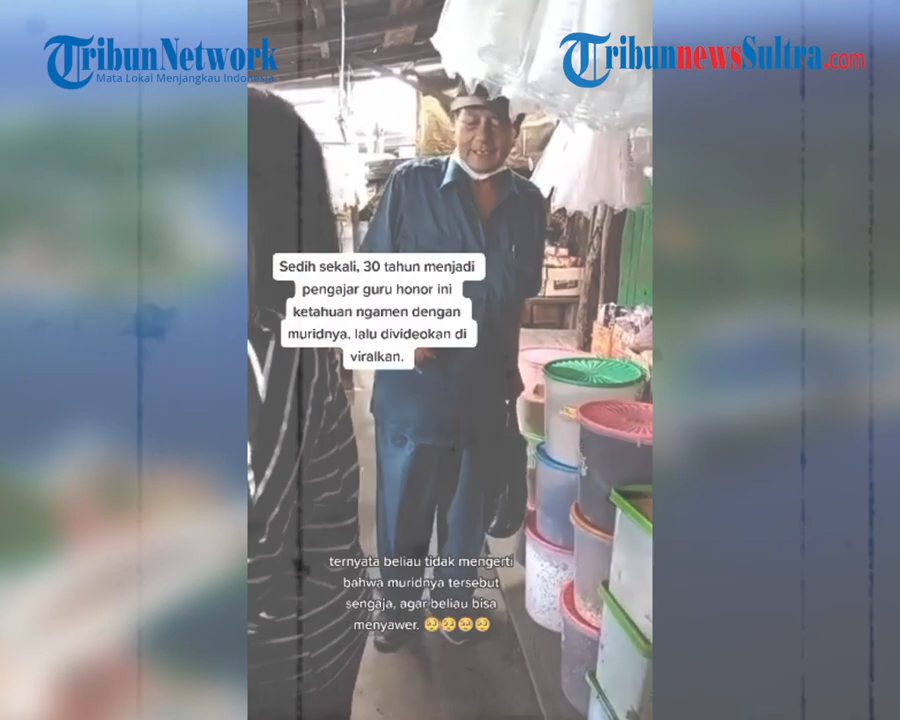 TribunNetwork
Mata Lokal Menjangkau Indonesia
TribunnewsSultra.com
Sedih sekali, 30 tahun menjadi
pengajar guru honor ini
ketahuan ngamen dengan
muridnya. lalu divideokan di
viralkan.
ternyata beliau tidak mengerti
bahwa muridnya tersebut
sengaja, agar beliau bisa
menyawer. 🥺🥺🥺🥺